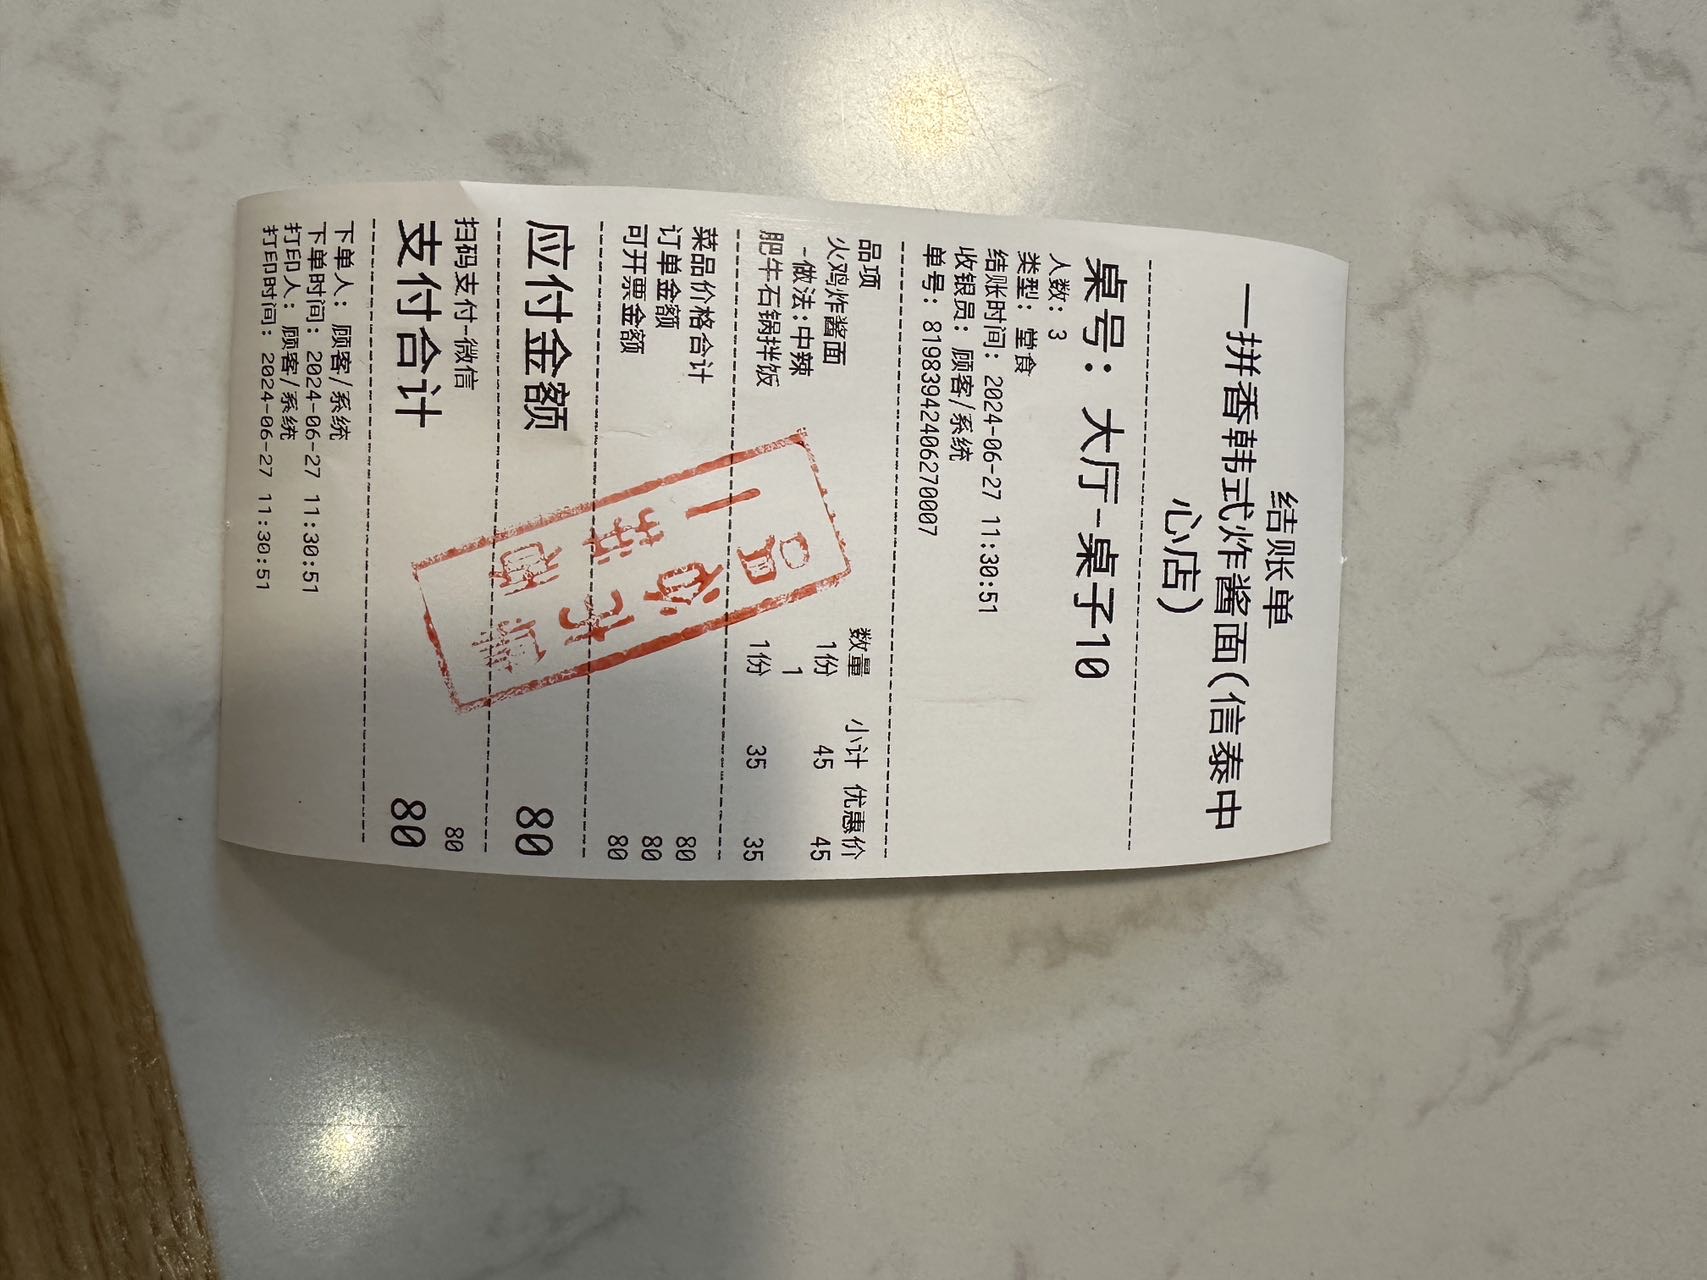 结账单
一拼香韩式炸酱面(信泰中
心店)
桌号: 大厅-桌子10
人数: 3
类型: 堂食
结账时间: 2024-06-27 11:30:51
收银员: 顾客/系统
单号: 819839424062700​07
品项 数量 小计 优惠价
火鸡炸酱面 1份 45 45
-做法:中辣 1
肥牛石锅拌饭 1份 35 35
菜品价格合计 80
订单金额 80
可开票金额 80
应付金额 80
扫码支付-微信 80
支付合计 80
下单人: 顾客/系统
下单时间: 2024-06-27 11:30:51
打印人: 顾客/系统
打印时间: 2024-06-27 11:30:51